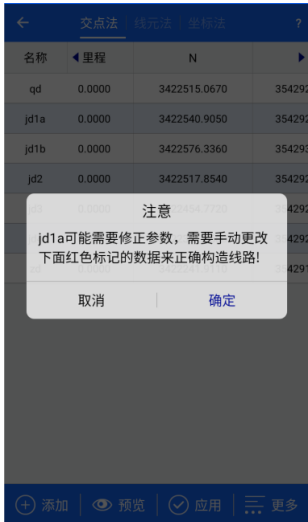 交点法 线元法 坐标法 ?
名称 里程 N
qd 0.0000 3422515.0670 354292
jd1a 0.0000 3422540.9050 354292
jd1b 0.0000 3422576.3360 354293
jd2 0.0000 3422517.8540 354292
注意
jd1a可能需要修正参数，需要手动更改
下面红色标记的数据来正确构造线路!
取消 确定
添加 预览 应用 更多